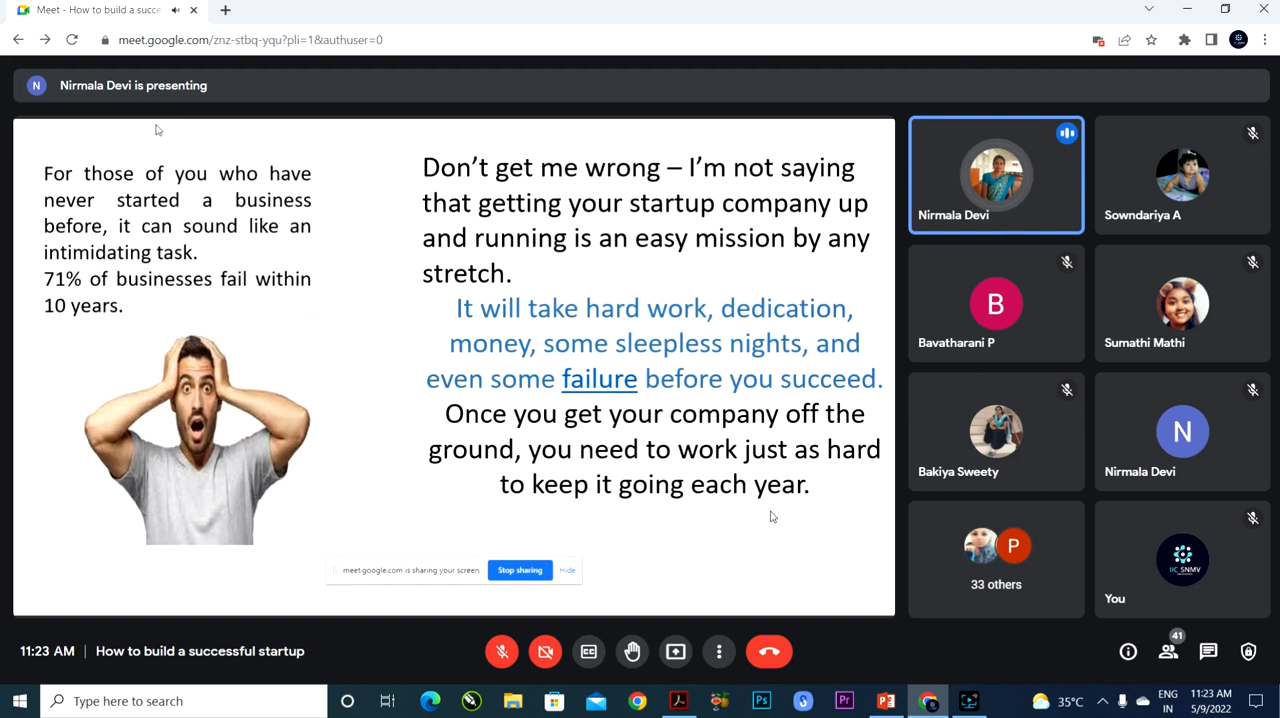 Meet - How to build a succe
meet.google.com/znz-stbq-yqu?pli=1&authuser=0
N
Nirmala Devi is presenting
For those of you who have
never started a business
before, it can sound like an
intimidating task.
71% of businesses fail within
10 years.
Don't get me wrong – I'm not saying
that getting your startup company up
and running is an easy mission by any
stretch.
It will take hard work, dedication,
money, some sleepless nights, and
even some failure before you succeed.
Once you get your company off the
ground, you need to work just as hard
to keep it going each year.
meet.google.com is sharing your screen.
Stop sharing
Hide
Nirmala Devi
Sowndariya A
B
Bavatharani P
Sumathi Mathi
Bakiya Sweety
N
Nirmala Devi
P
33 others
IIC_SNMV
You
11:23 AM | How to build a successful startup
41
Type here to search
Ps
S
Pr
35°C
ENG
IN
11:23 AM
5/9/2022